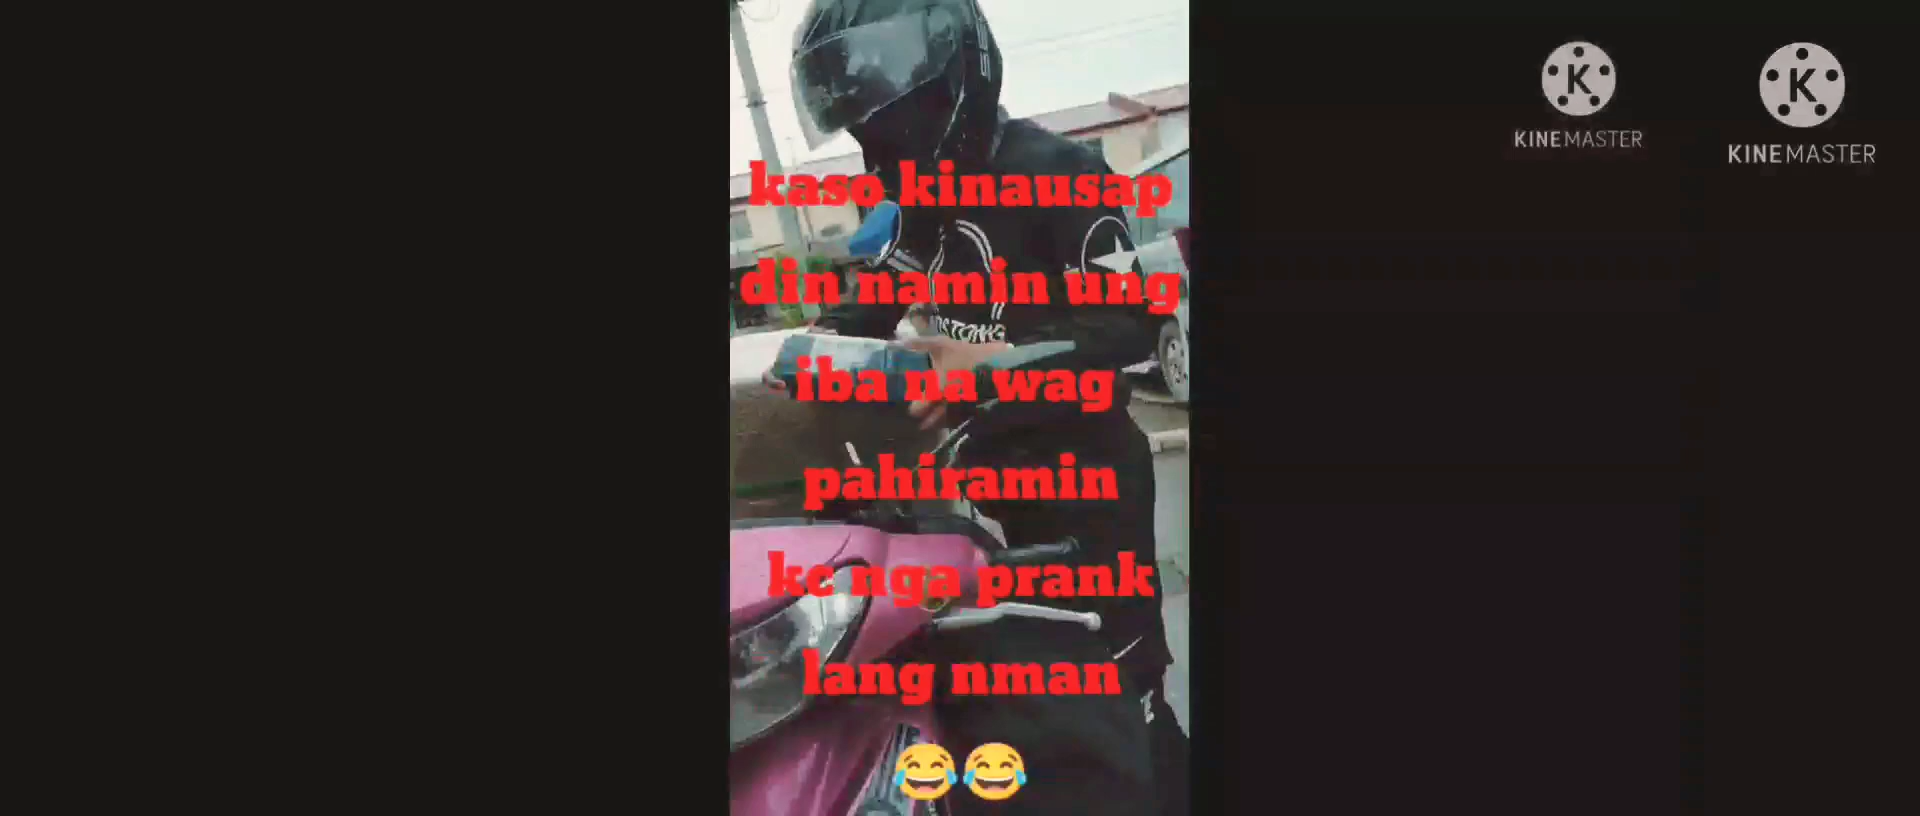 kaso kinausap
din namin ung
iba na wag
pahiramin
kc nga prank
lang nman
😂😂
K
KINEMASTER
K
KINEMASTER